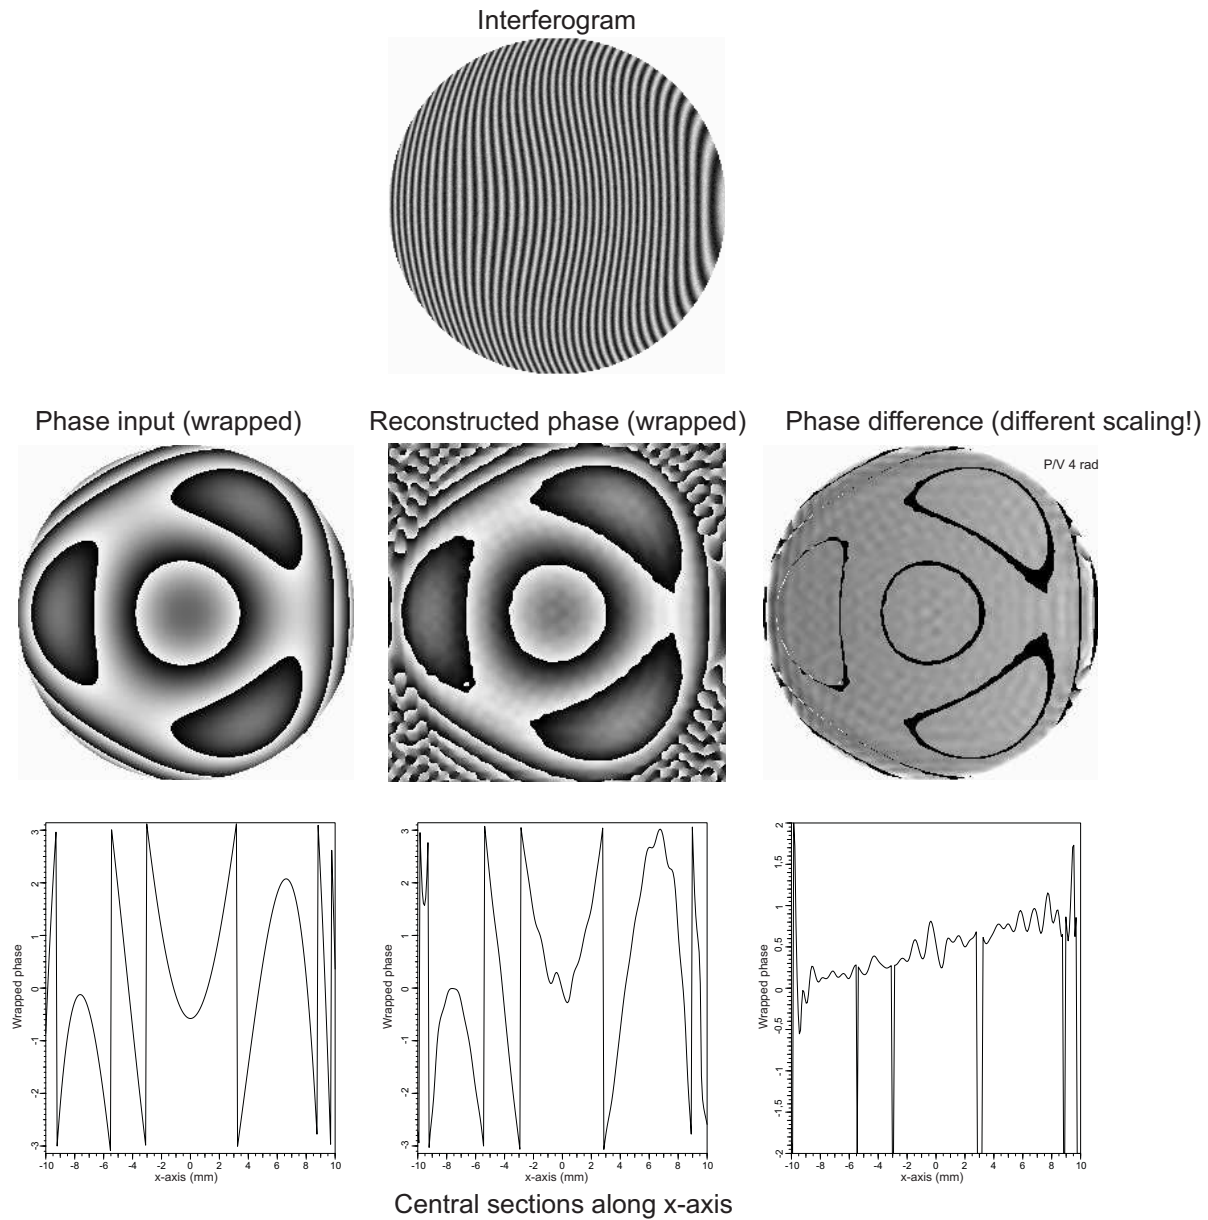 Interferogram
Phase input (wrapped)
Reconstructed phase (wrapped)
Phase difference (different scaling!)
P/V 4 rad
3
2
1
0
-1
-2
-3
Wrapped phase
-10 -8 -6 -4 -2 0 2 4 6 8 10
x-axis (mm)
3
2
1
0
-1
-2
-3
Wrapped phase
-10 -8 -6 -4 -2 0 2 4 6 8 10
x-axis (mm)
2
1.5
1
0.5
0
-0.5
-1
-1.5
-2
Wrapped phase
-10 -8 -6 -4 -2 0 2 4 6 8 10
x-axis (mm)
Central sections along x-axis